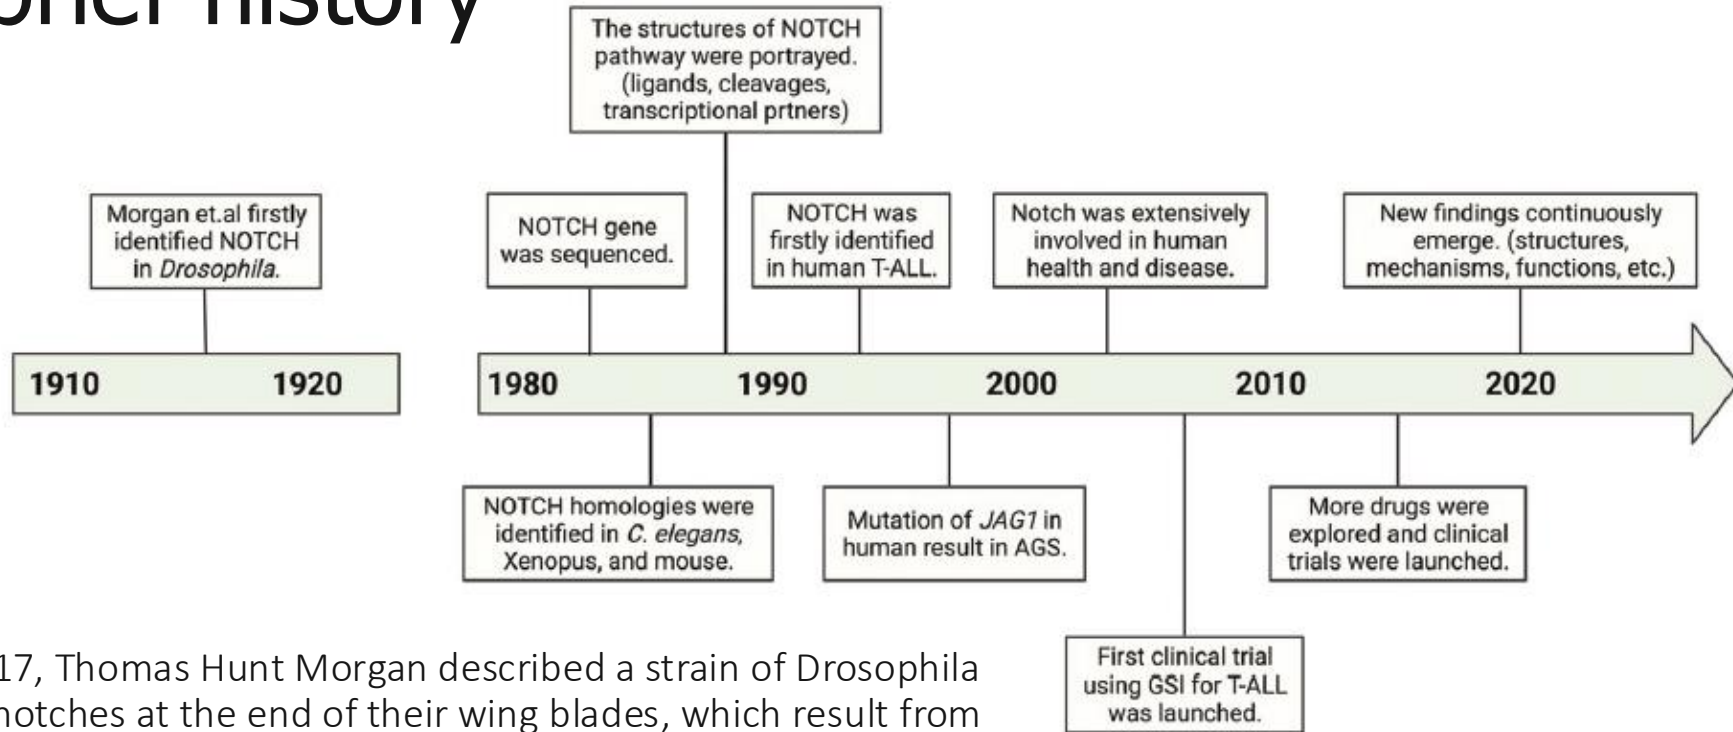 brief history
The structures of NOTCH
pathway were portrayed.
(ligands, cleavages,
transcriptional prtners)
Morgan et.al firstly
identified NOTCH
in Drosophila.
NOTCH gene
was sequenced.
NOTCH was
firstly identified
in human T-ALL.
Notch was extensively
involved in human
health and disease.
New findings continuously
emerge. (structures,
mechanisms, functions, etc.)
1910 1920 1980 1990 2000 2010 2020
NOTCH homologies were
identified in C. elegans,
Xenopus, and mouse.
Mutation of JAG1 in
human result in AGS.
More drugs were
explored and clinical
trials were launched.
First clinical trial
using GSI for T-ALL
was launched.
17, Thomas Hunt Morgan described a strain of Drosophila
notches at the end of their wing blades, which result from